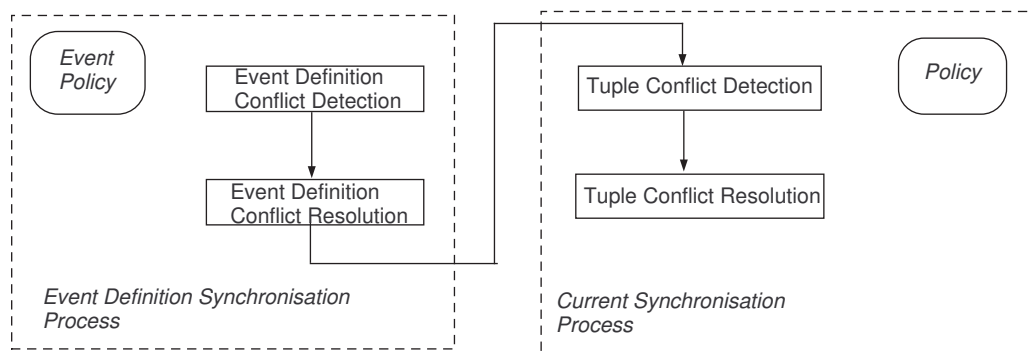 Event
Policy
Event Definition
Conflict Detection
Event Definition
Conflict Resolution
Event Definition Synchronisation
Process
Tuple Conflict Detection
Policy
Tuple Conflict Resolution
Current Synchronisation
Process